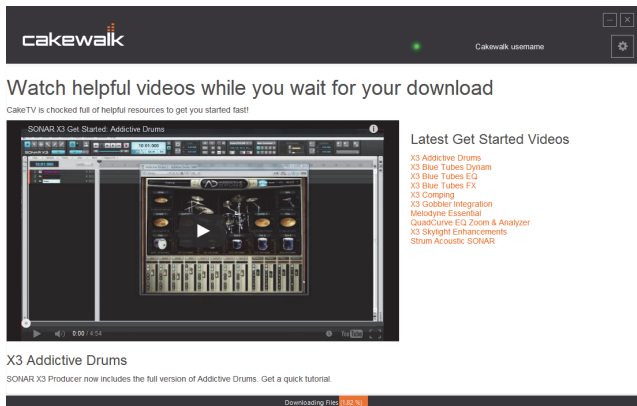 cakewalk
Cakewalk username
Watch helpful videos while you wait for your download
CakeTV is chocked full of helpful resources to get you started fast!
SONAR X3 Get Started: Addictive Drums
Latest Get Started Videos
X3 Addictive Drums
X3 Blue Tubes Dynam
X3 Blue Tubes EQ
X3 Blue Tubes FX
X3 Comping
X3 Gobbler Integration
Melodyne Essential
QuadCurve EQ Zoom & Analyzer
X3 Skylight Enhancements
Strum Acoustic SONAR
0:00 / 4:54
YouTube
X3 Addictive Drums
SONAR X3 Producer now includes the full version of Addictive Drums. Get a quick tutorial.
Downloading Files (1.82 %)